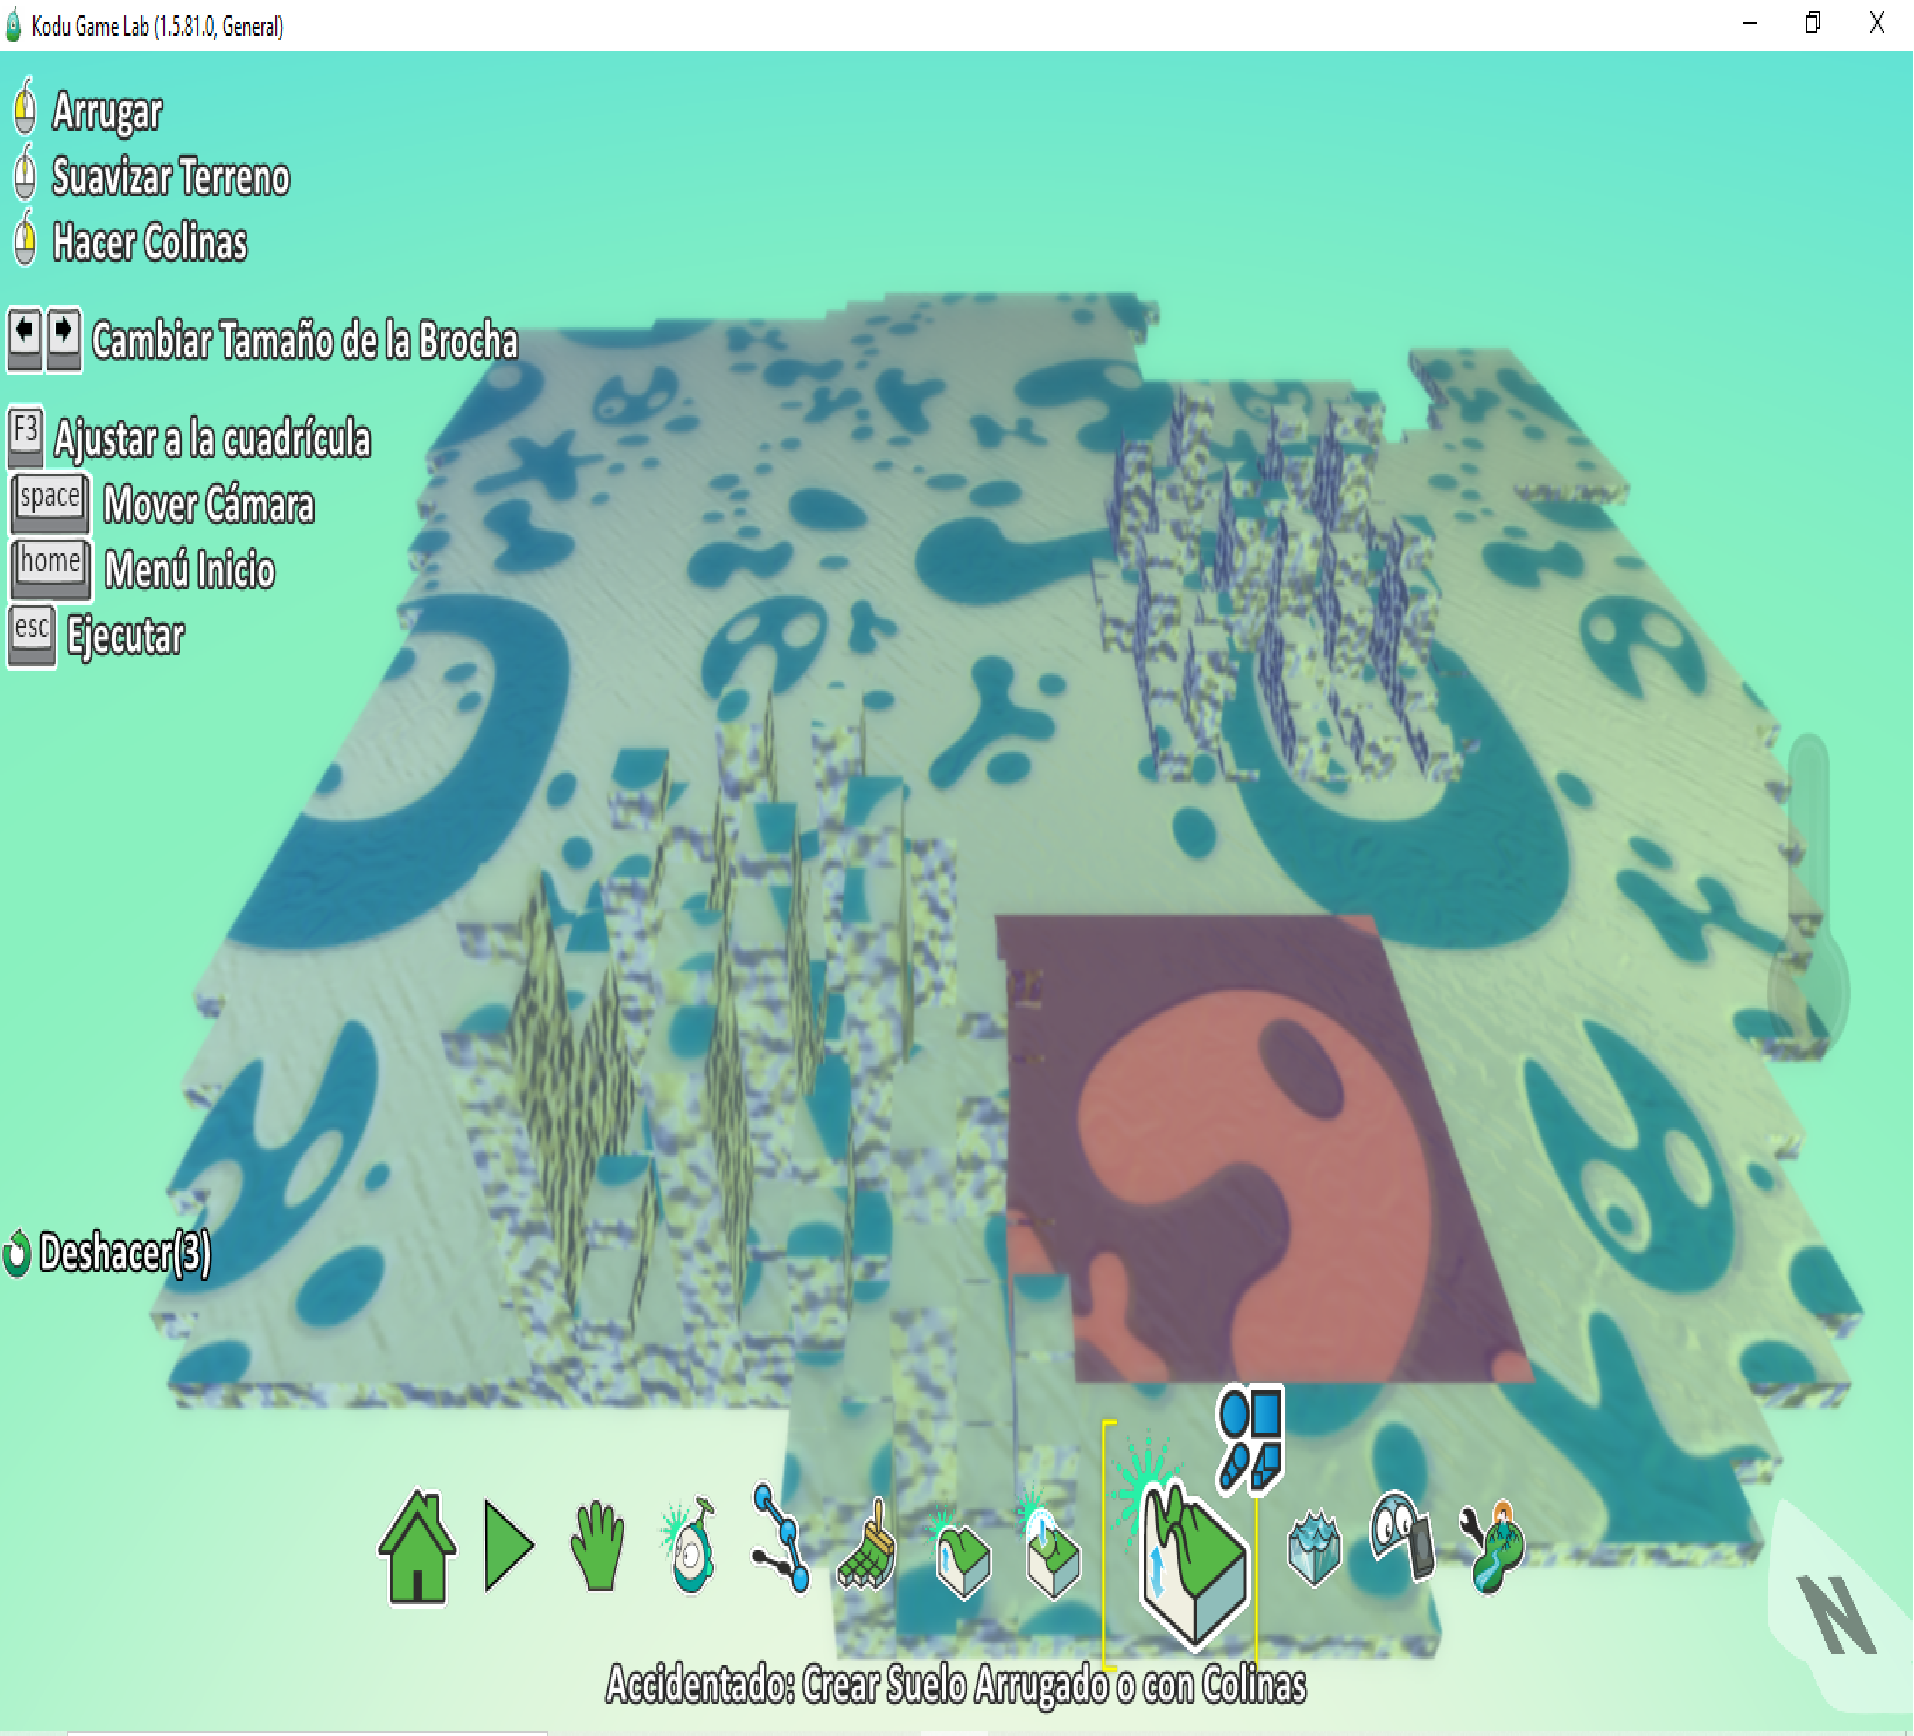 Kodu Game Lab (1.5.81.0, General)
Arrugar
Suavizar Terreno
Hacer Colinas
Cambiar Tamaño de la Brocha
F3 Ajustar a la cuadrícula
space Mover Cámara
home Menú Inicio
esc Ejecutar
Deshacer(3)
N
Accidentado: Crear Suelo Arrugado o con Colinas